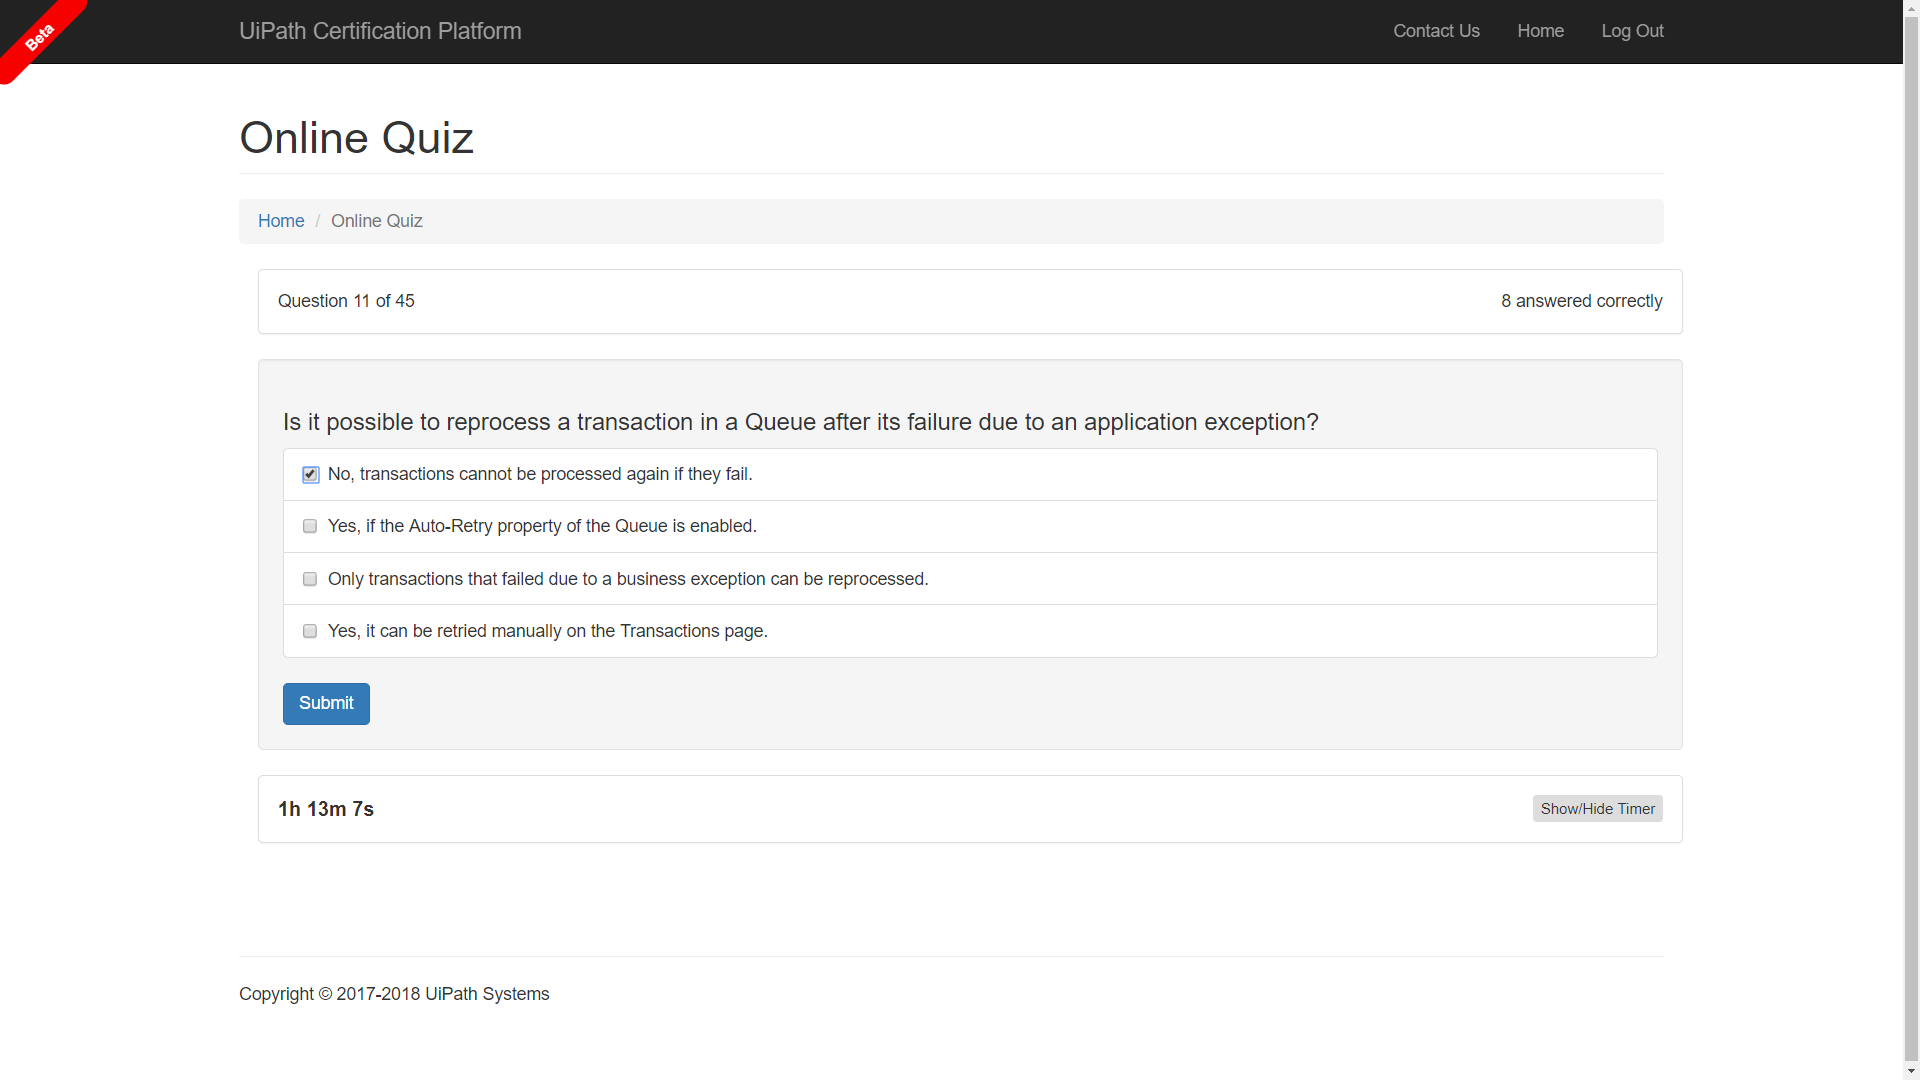 Beta
UiPath Certification Platform
Contact Us
Home
Log Out
Online Quiz
Home / Online Quiz
Question 11 of 45
8 answered correctly
Is it possible to reprocess a transaction in a Queue after its failure due to an application exception?
No, transactions cannot be processed again if they fail.
Yes, if the Auto-Retry property of the Queue is enabled.
Only transactions that failed due to a business exception can be reprocessed.
Yes, it can be retried manually on the Transactions page.
Submit
1h 13m 7s
Show/Hide Timer
Copyright © 2017-2018 UiPath Systems